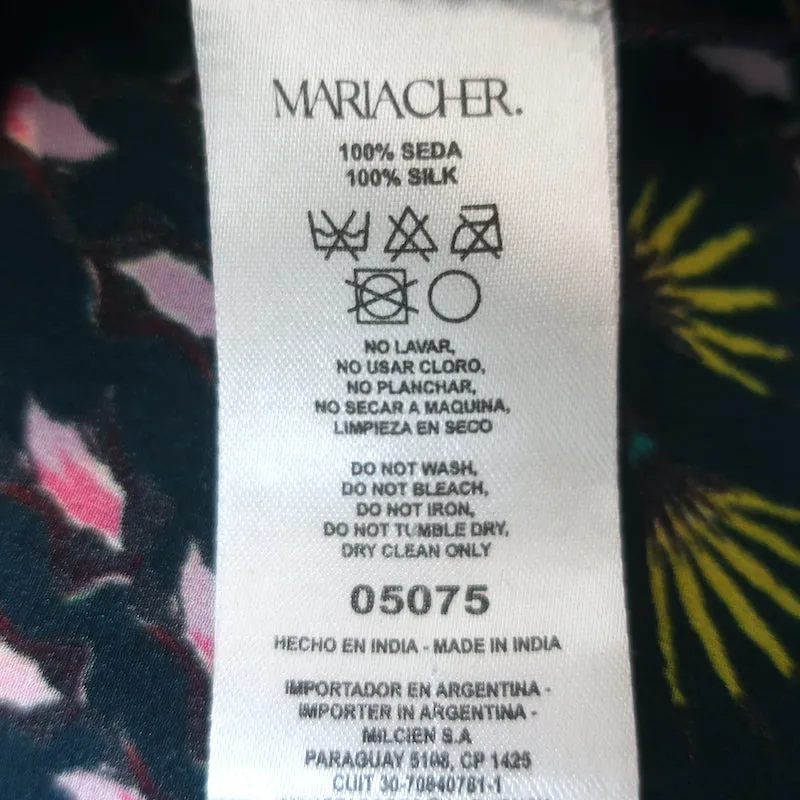 MARIACHER.
100% SEDA
100% SILK
NO LAVAR,
NO USAR CLORO,
NO PLANCHAR,
NO SECAR A MAQUINA,
LIMPIEZA EN SECO
DO NOT WASH,
DO NOT BLEACH,
DO NOT IRON,
DO NOT TUMBLE DRY,
DRY CLEAN ONLY
05075
HECHO EN INDIA - MADE IN INDIA
IMPORTADOR EN ARGENTINA -
IMPORTER IN ARGENTINA -
MILCIEN S.A
PARAGUAY 5108, CP 1425
CUIT 30-70840781-1